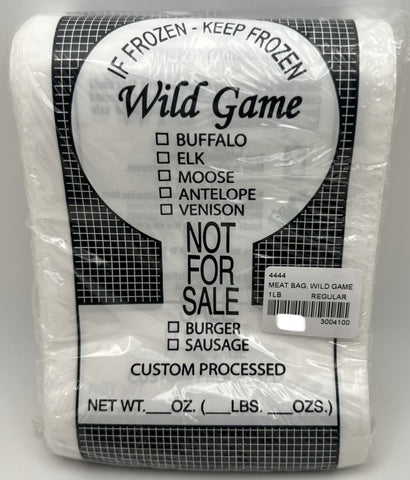 IF FROZEN - KEEP FROZEN
Wild Game
☐ BUFFALO
☐ ELK
☐ MOOSE
☐ ANTELOPE
☐ VENISON
NOT
FOR
SALE
4444
MEAT BAG, WILD GAME
1LB REGULAR
3004100
☐ BURGER
☐ SAUSAGE
CUSTOM PROCESSED
NET WT.___OZ. (___LBS. ___OZS.)